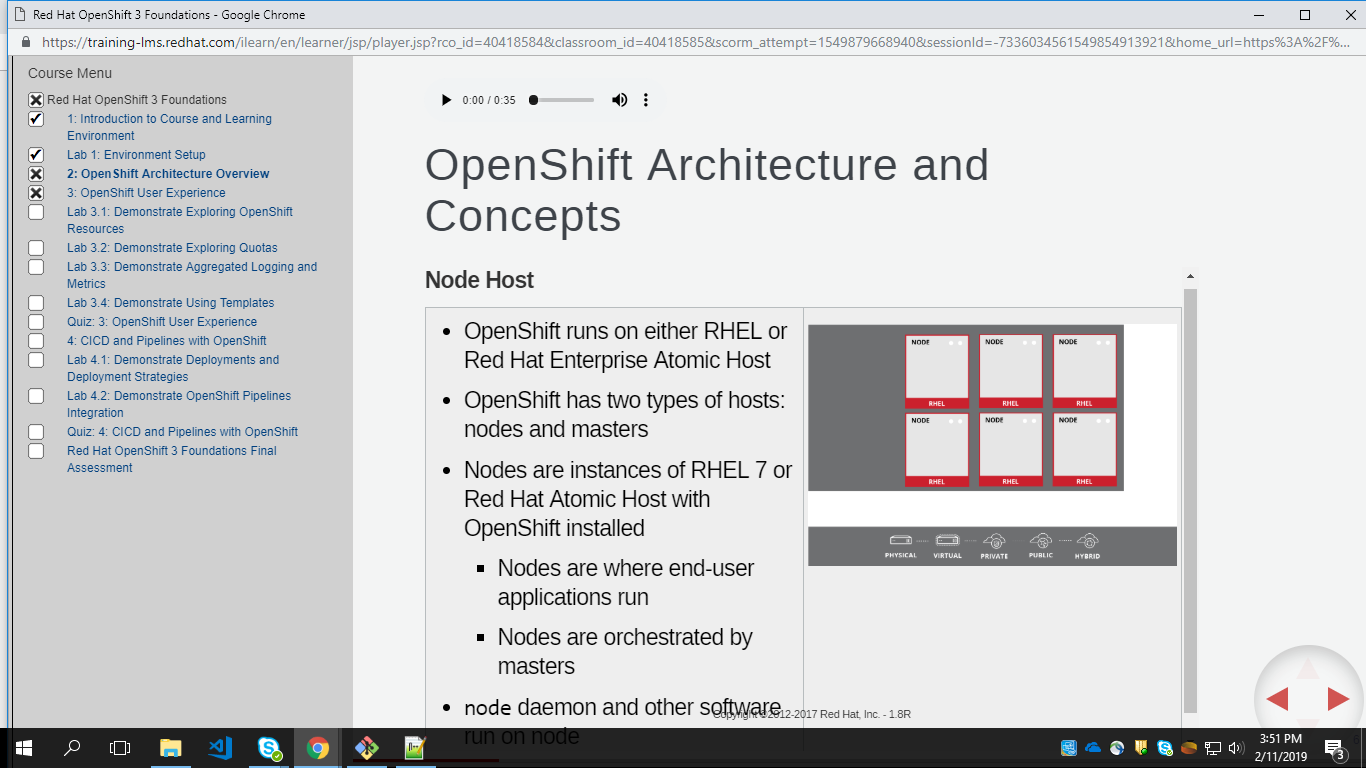 Red Hat OpenShift 3 Foundations - Google Chrome
https://training-lms.redhat.com/ilearn/en/learner/jsp/player.jsp?rco_id=40418584&classroom_id=40418585&scorm_attempt=1549879668940&sessionId=-7336034561549854913921&home_url=https%3A%2F%...
Course Menu
Red Hat OpenShift 3 Foundations
1: Introduction to Course and Learning
Environment
Lab 1: Environment Setup
2: OpenShift Architecture Overview
3: OpenShift User Experience
Lab 3.1: Demonstrate Exploring OpenShift
Resources
Lab 3.2: Demonstrate Exploring Quotas
Lab 3.3: Demonstrate Aggregated Logging and
Metrics
Lab 3.4: Demonstrate Using Templates
Quiz: 3: OpenShift User Experience
4: CICD and Pipelines with OpenShift
Lab 4.1: Demonstrate Deployments and
Deployment Strategies
Lab 4.2: Demonstrate OpenShift Pipelines
Integration
Quiz: 4: CICD and Pipelines with OpenShift
Red Hat OpenShift 3 Foundations Final
Assessment
0:00 / 0:35
OpenShift Architecture and
Concepts
Node Host
• OpenShift runs on either RHEL or
Red Hat Enterprise Atomic Host
• OpenShift has two types of hosts:
nodes and masters
• Nodes are instances of RHEL 7 or
Red Hat Atomic Host with
OpenShift installed
▪ Nodes are where end-user
applications run
▪ Nodes are orchestrated by
masters
• node daemon and other software
run on node
NODE NODE NODE
RHEL RHEL RHEL
NODE NODE NODE
RHEL RHEL RHEL
PHYSICAL VIRTUAL PRIVATE PUBLIC HYBRID
Copyright ©2012-2017 Red Hat, Inc. - 1.8R
3:51 PM
2/11/2019
3